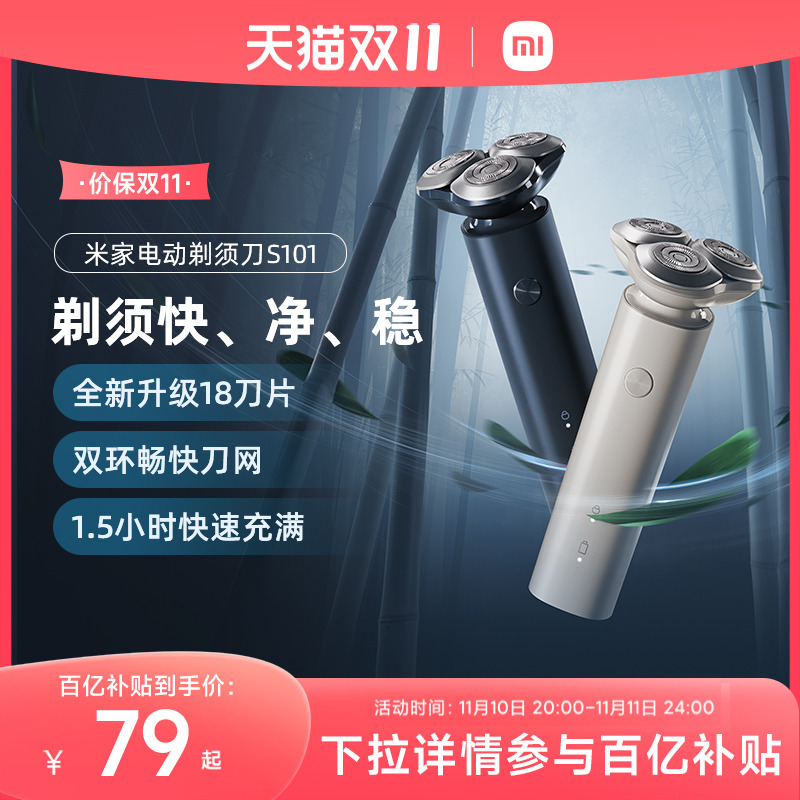 天猫双11
mi
·价保双11·
米家电动剃须刀S101
剃须快、净、稳
全新升级18刀片
双环畅快刀网
1.5小时快速充满
百亿补贴到手价：
¥ 79 起
活动时间：11月10日 20:00-11月11日 24:00
下拉详情参与百亿补贴